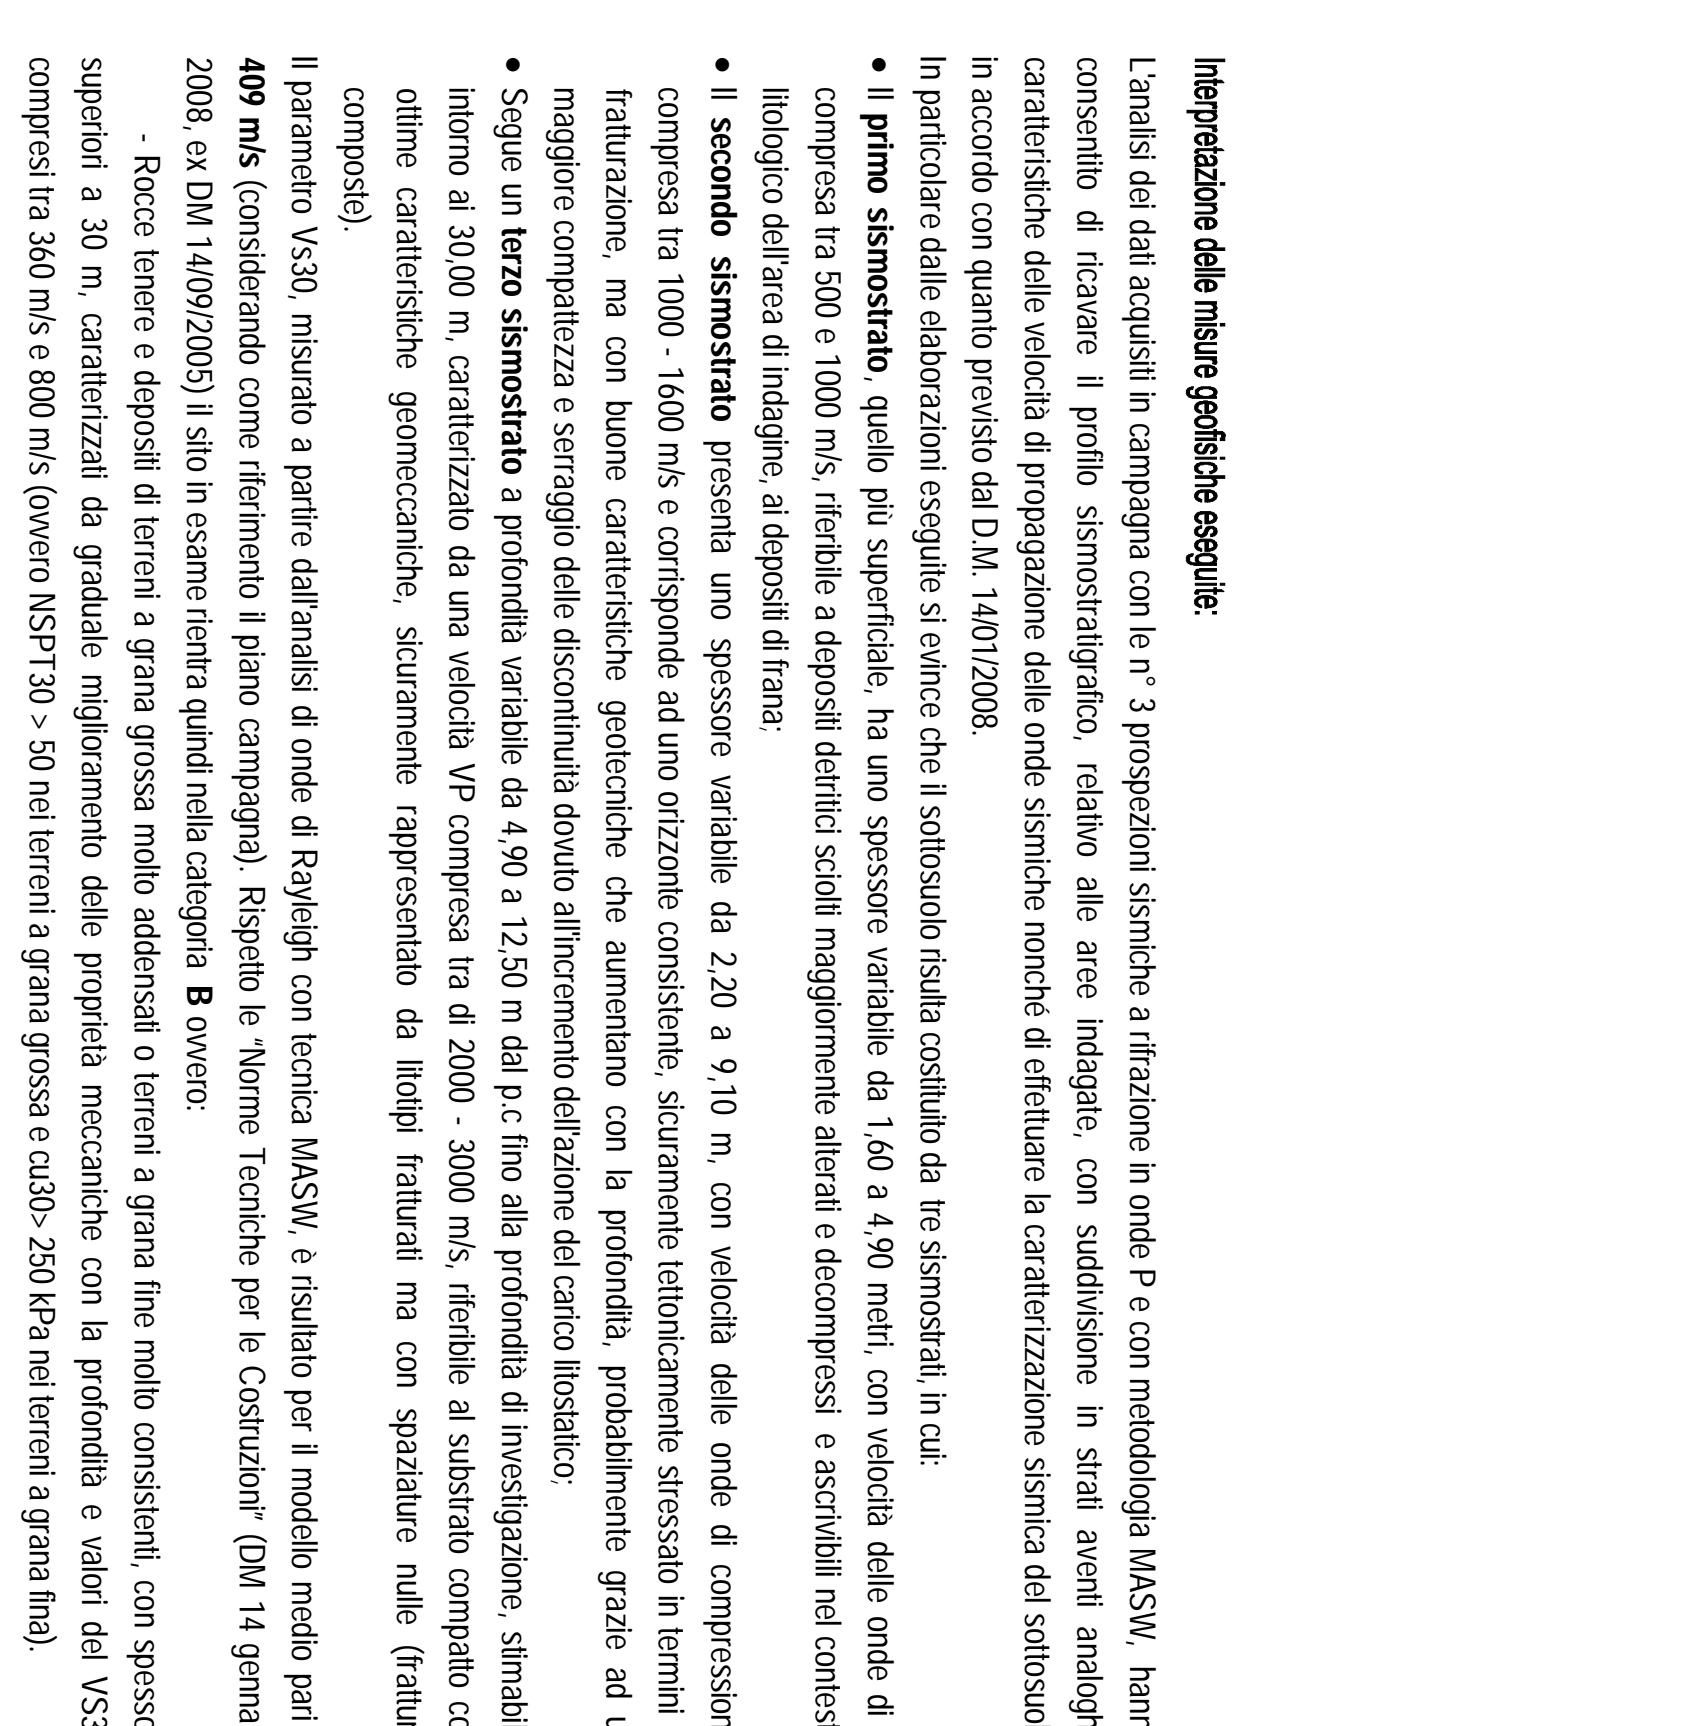 Interpretazione delle misure geofisiche eseguite:
L'analisi dei dati acquisiti in campagna con le n° 3 prospezioni sismiche a rifrazione in onde P e con metodologia MASW, hann
consentito di ricavare il profilo sismostratigrafico, relativo alle aree indagate, con suddivisione in strati aventi analogh
caratteristiche delle velocità di propagazione delle onde sismiche nonché di effettuare la caratterizzazione sismica del sottosuol
in accordo con quanto previsto dal D.M. 14/01/2008.
In particolare dalle elaborazioni eseguite si evince che il sottosuolo risulta costituito da tre sismostrati, in cui:
• Il primo sismostrato, quello più superficiale, ha uno spessore variabile da 1,60 a 4,90 metri, con velocità delle onde di
compresa tra 500 e 1000 m/s, riferibile a depositi detritici sciolti maggiormente alterati e decompressi e ascrivibili nel contest
litologico dell'area di indagine, ai depositi di frana;
• Il secondo sismostrato presenta uno spessore variabile da 2,20 a 9,10 m, con velocità delle onde di compression
compresa tra 1000 - 1600 m/s e corrisponde ad uno orizzonte consistente, sicuramente tettonicamente stressato in termini
fratturazione, ma con buone caratteristiche geotecniche che aumentano con la profondità, probabilmente grazie ad u
maggiore compattezza e serraggio delle discontinuità dovuto all'incremento dell'azione del carico litostatico;
• Segue un terzo sismostrato a profondità variabile da 4,90 a 12,50 m dal p.c fino alla profondità di investigazione, stimabil
intorno ai 30,00 m, caratterizzato da una velocità VP compresa tra di 2000 - 3000 m/s, riferibile al substrato compatto co
ottime caratteristiche geomeccaniche, sicuramente rappresentato da litotipi fratturati ma con spaziature nulle (frattur
composte).
Il parametro Vs30, misurato a partire dall'analisi di onde di Rayleigh con tecnica MASW, è risultato per il modello medio pari
409 m/s (considerando come riferimento il piano campagna). Rispetto le "Norme Tecniche per le Costruzioni" (DM 14 genna
2008, ex DM 14/09/2005) il sito in esame rientra quindi nella categoria B ovvero:
- Rocce tenere e depositi di terreni a grana grossa molto addensati o terreni a grana fine molto consistenti, con spesso
superiori a 30 m, caratterizzati da graduale miglioramento delle proprietà meccaniche con la profondità e valori del VS3
compresi tra 360 m/s e 800 m/s (ovvero NSPT30 > 50 nei terreni a grana grossa e cu30> 250 kPa nei terreni a grana fina).